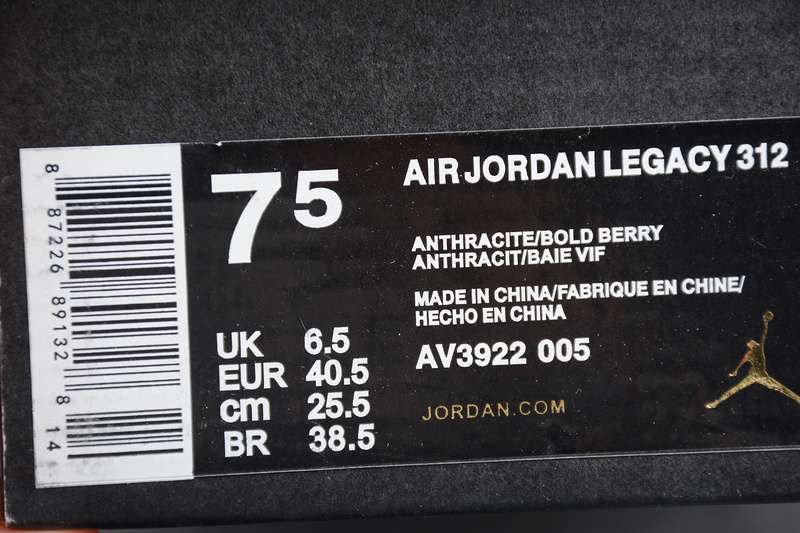 8 87226 89132 8 14
7 5
AIR JORDAN LEGACY 312
ANTHRACITE/BOLD BERRY
ANTHRACIT/BAIE VIF
MADE IN CHINA/FABRIQUE EN CHINE/
HECHO EN CHINA
AV3922 005
JORDAN.COM
UK 6.5
EUR 40.5
cm 25.5
BR 38.5